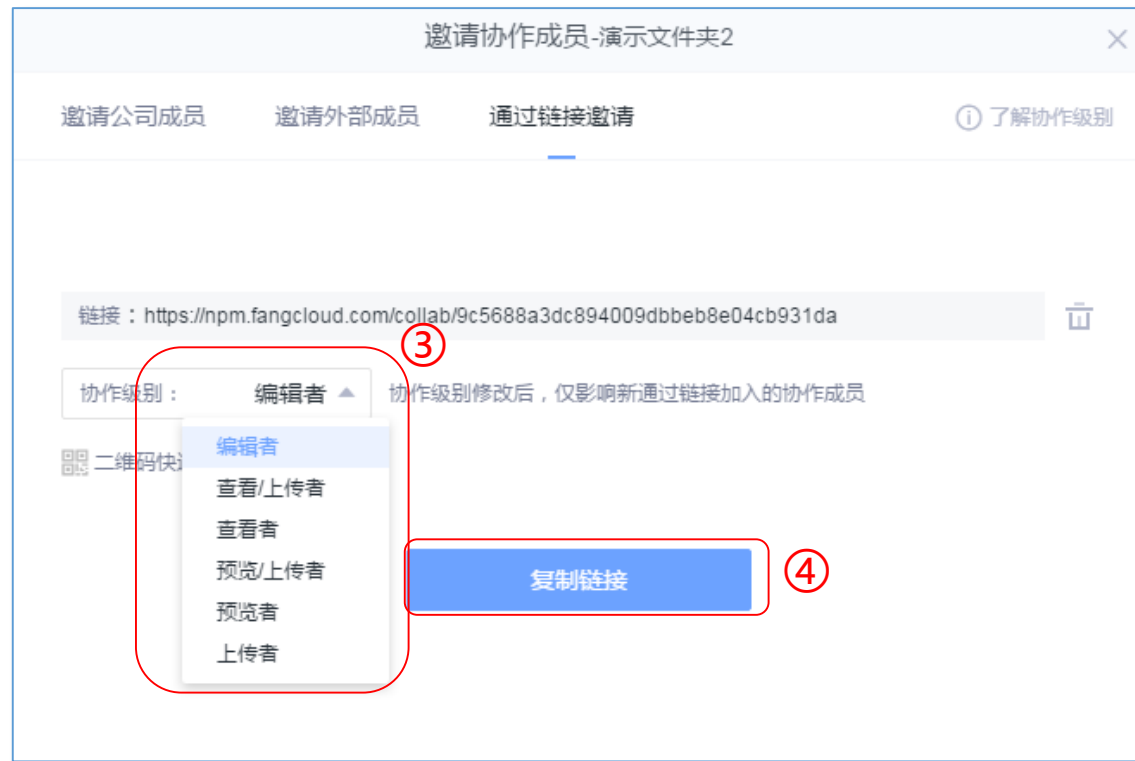 邀请协作成员-演示文件夹2
邀请公司成员 邀请外部成员 通过链接邀请 了解协作级别
链接：https://npm.fangcloud.com/collab/9c5688a3dc894009dbbeb8e04cb931da
③
协作级别： 编辑者 协作级别修改后，仅影响新通过链接加入的协作成员
编辑者
二维码快
查看/上传者
查看者
预览/上传者
复制链接 ④
预览者
上传者